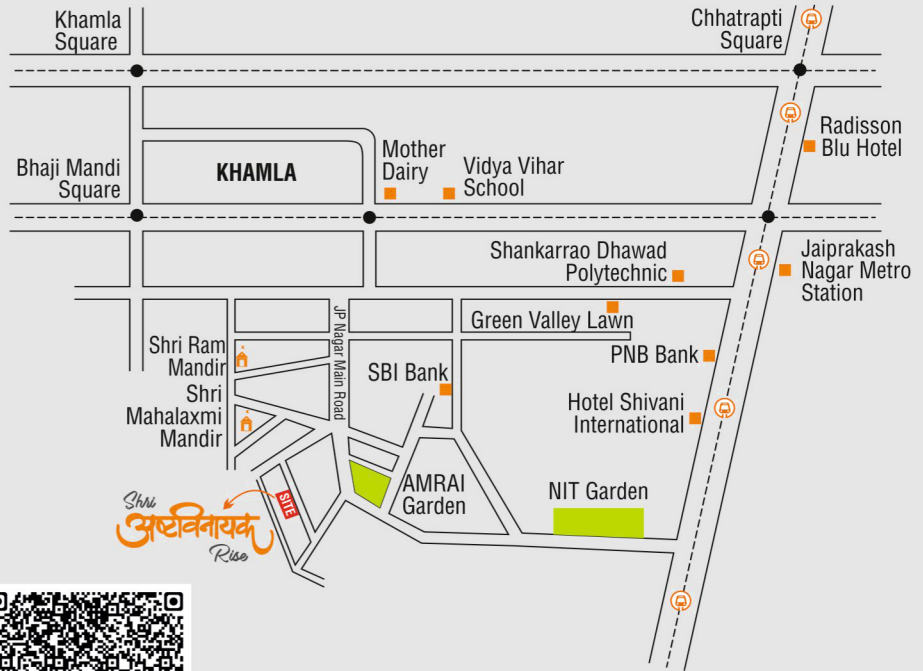 Khamla
Square
Chhatrapti
Square
Radisson
Blu Hotel
Bhaji Mandi
Square
KHAMLA
Mother
Dairy
Vidya Vihar
School
Shankarrao Dhawad
Polytechnic
Jaiprakash
Nagar Metro
Station
Green Valley Lawn
JP Nagar Main Road
Shri Ram
Mandir
SBI Bank
PNB Bank
Shri
Mahalaxmi
Mandir
Hotel Shivani
International
AMRAI
Garden
NIT Garden
SITE
Shri
अष्टविनायक
Rise